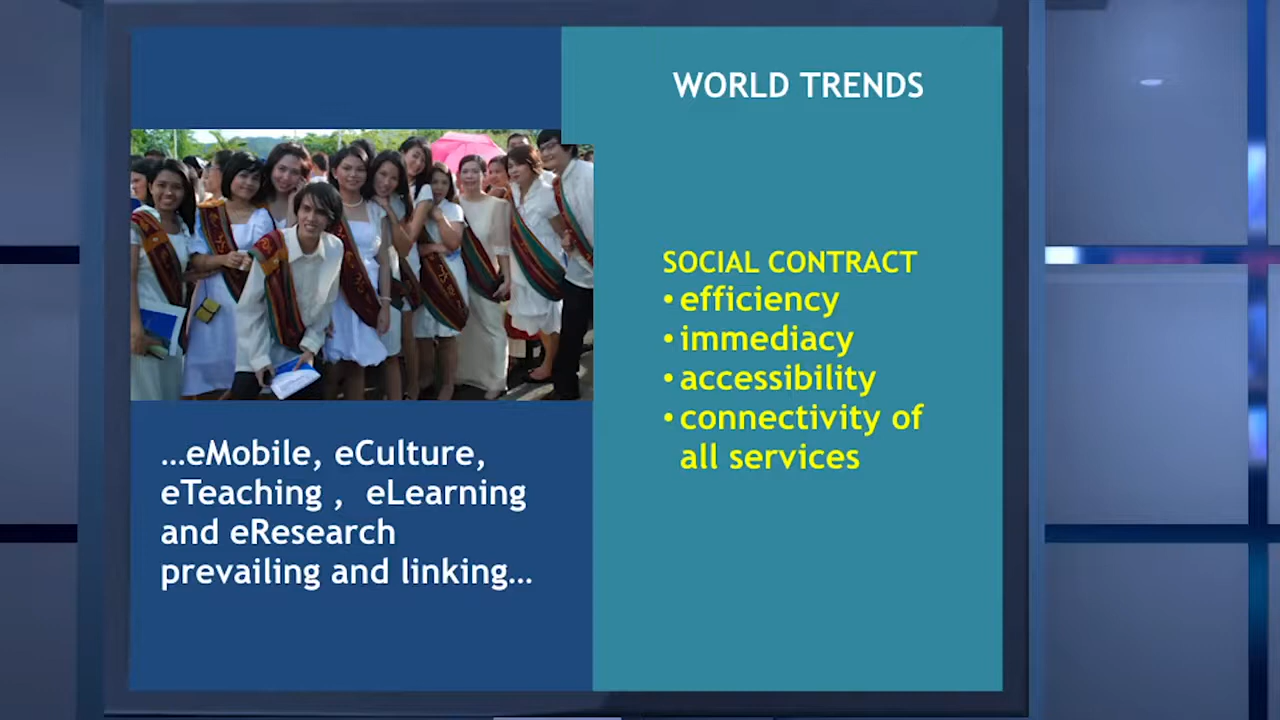 WORLD TRENDS
SOCIAL CONTRACT
• efficiency
• immediacy
• accessibility
• connectivity of
all services
…eMobile, eCulture,
eTeaching , eLearning
and eResearch
prevailing and linking…